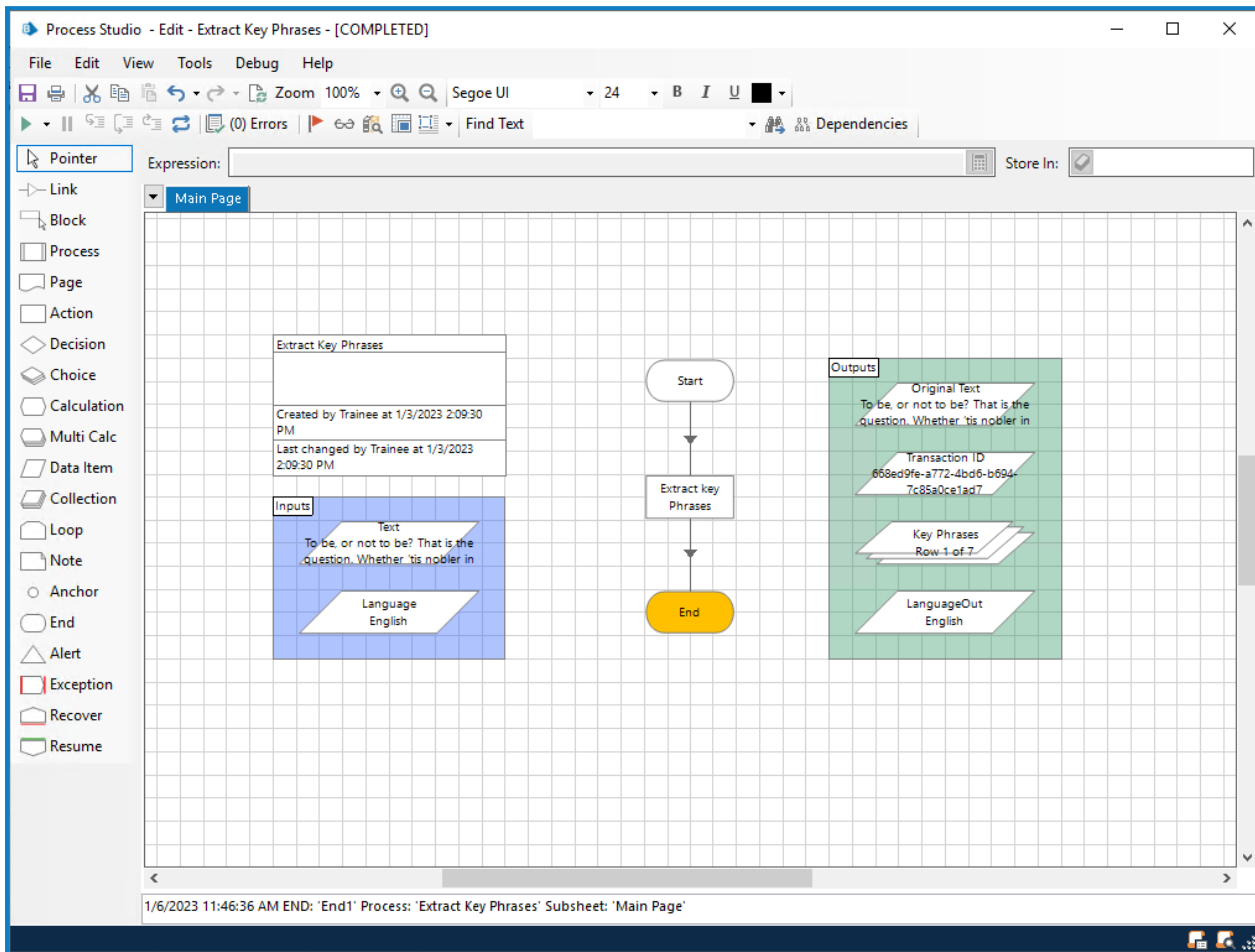 Process Studio - Edit - Extract Key Phrases - [COMPLETED]
File Edit View Tools Debug Help
Zoom 100% Segoe UI 24 B I U
(0) Errors Find Text Dependencies
Pointer
Expression: Store In:
Link
Main Page
Block
Process
Page
Action
Decision
Choice
Calculation
Multi Calc
Data Item
Collection
Loop
Note
Anchor
End
Alert
Exception
Recover
Resume
Extract Key Phrases
Created by Trainee at 1/3/2023 2:09:30
PM
Last changed by Trainee at 1/3/2023
2:09:30 PM
Inputs
Text
To be, or not to be? That is the
question. Whether 'tis nobler in
Language
English
Start
Extract key
Phrases
End
Outputs
Original Text
To be, or not to be? That is the
question. Whether 'tis nobler in
Transaction ID
668ed9fe-a772-4bd6-b694-
7c85a0ce1ad7
Key Phrases
Row 1 of 7
LanguageOut
English
1/6/2023 11:46:36 AM END: 'End1' Process: 'Extract Key Phrases' Subsheet: 'Main Page'